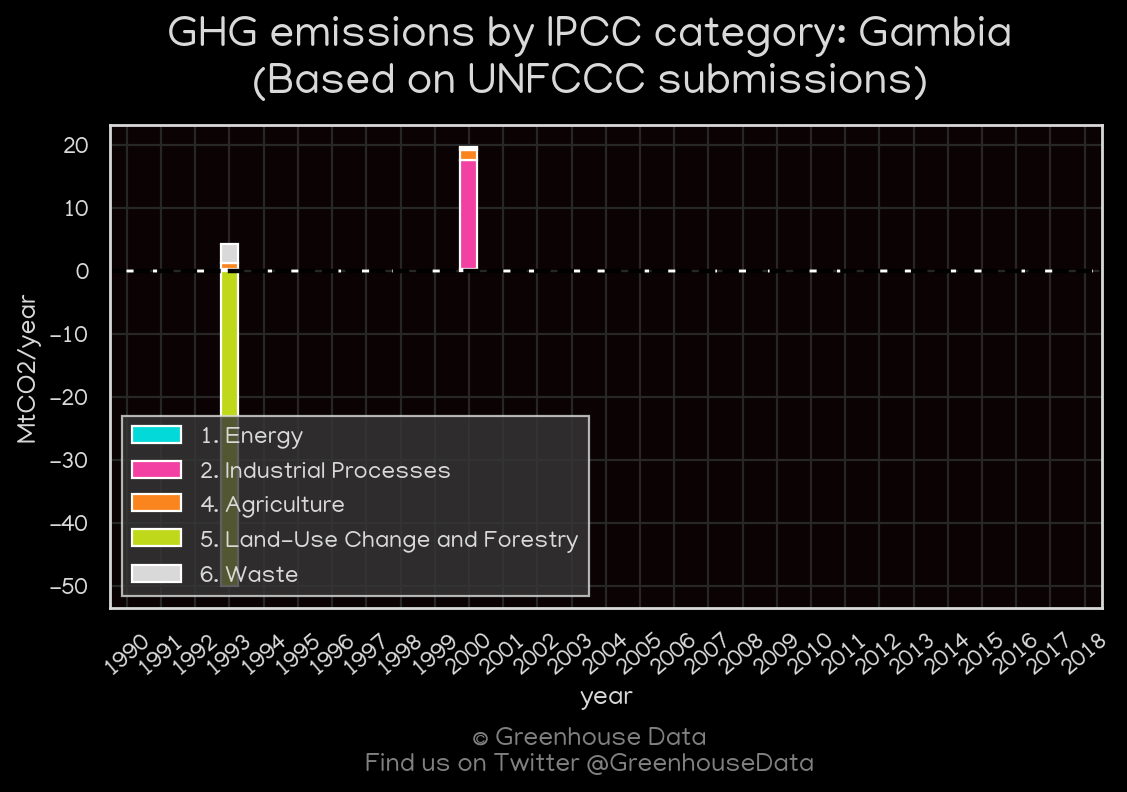 GHG emissions by IPCC category: Gambia
(Based on UNFCCC submissions)
MtCO2/year
20
10
0
-10
-20
-30
-40
-50
1. Energy
2. Industrial Processes
4. Agriculture
5. Land-Use Change and Forestry
6. Waste
1990 1991 1992 1993 1994 1995 1996 1997 1998 1999 2000 2001 2002 2003 2004 2005 2006 2007 2008 2009 2010 2011 2012 2013 2014 2015 2016 2017 2018
year
© Greenhouse Data
Find us on Twitter @GreenhouseData